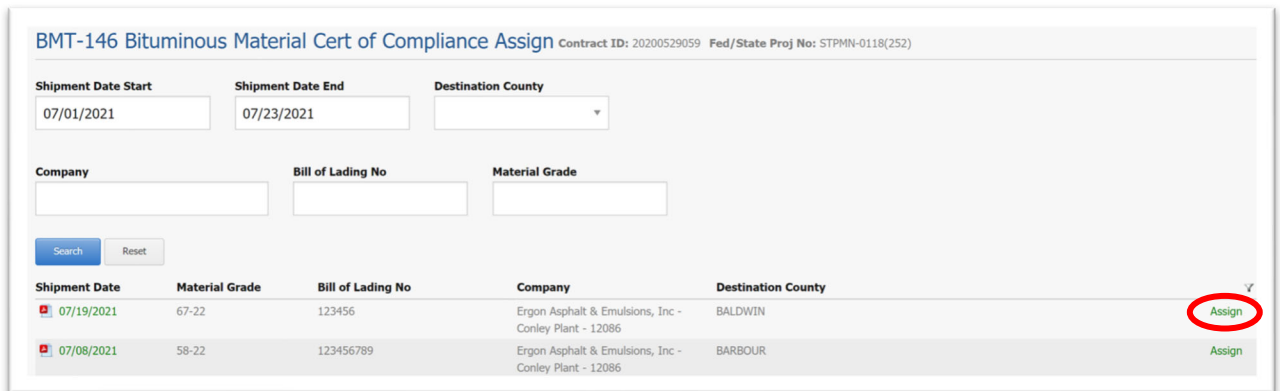 BMT-146 Bituminous Material Cert of Compliance Assign Contract ID: 20200529059 Fed/State Proj No: STPMN-0118(252)
Shipment Date Start Shipment Date End Destination County
07/01/2021 07/23/2021
Company Bill of Lading No Material Grade
Search Reset
Shipment Date Material Grade Bill of Lading No Company Destination County
07/19/2021 67-22 123456 Ergon Asphalt & Emulsions, Inc - BALDWIN Assign
Conley Plant - 12086
07/08/2021 58-22 123456789 Ergon Asphalt & Emulsions, Inc - BARBOUR Assign
Conley Plant - 12086